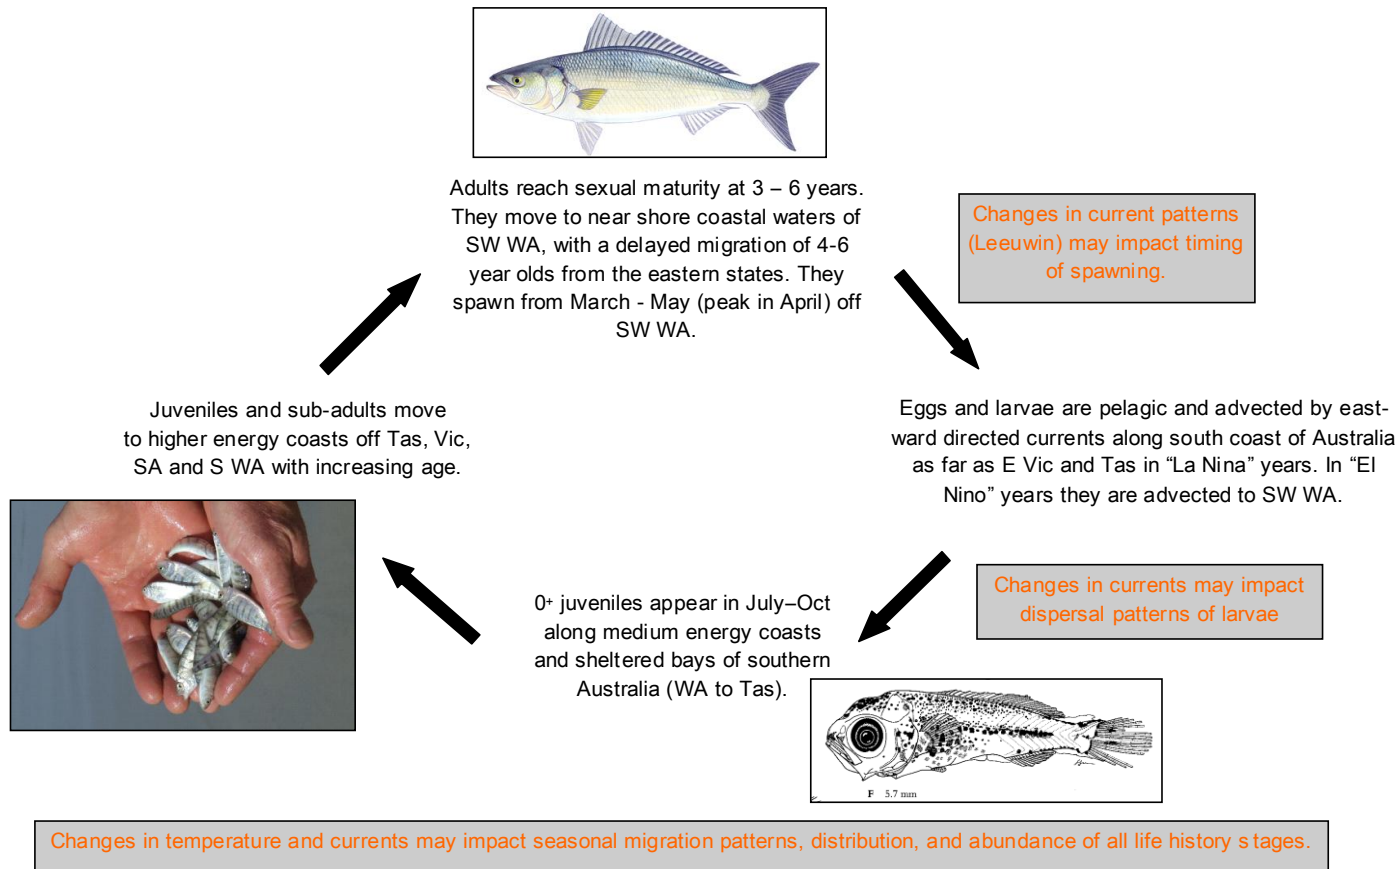 Adults reach sexual maturity at 3 – 6 years.
They move to near shore coastal waters of
SW WA, with a delayed migration of 4-6
year olds from the eastern states. They
spawn from March - May (peak in April) off
SW WA.
Changes in current patterns
(Leeuwin) may impact timing
of spawning.
Eggs and larvae are pelagic and advected by east-
ward directed currents along south coast of Australia
as far as E Vic and Tas in “La Nina” years. In “El
Nino” years they are advected to SW WA.
Changes in currents may impact
dispersal patterns of larvae
0+ juveniles appear in July–Oct
along medium energy coasts
and sheltered bays of southern
Australia (WA to Tas).
F 5.7 mm
Juveniles and sub-adults move
to higher energy coasts off Tas, Vic,
SA and S WA with increasing age.
Changes in temperature and currents may impact seasonal migration patterns, distribution, and abundance of all life history stages.